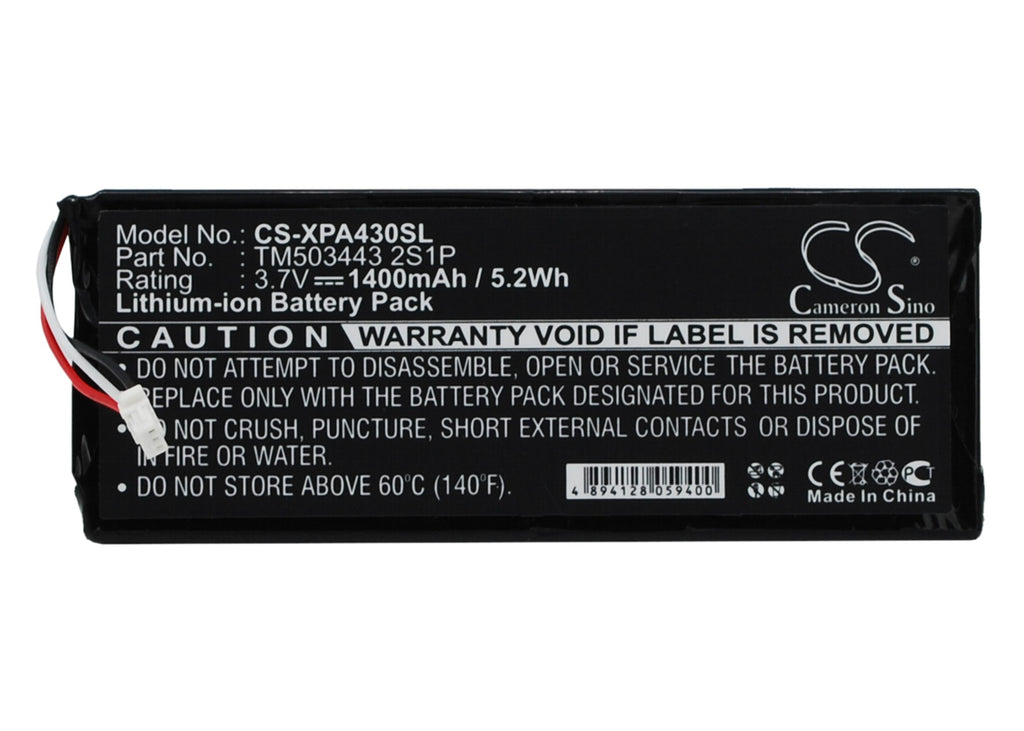 Model No.: CS-XPA430SL
Part No. : TM503443 2S1P
Rating : 3.7V 1400mAh / 5.2Wh
Lithium-ion Battery Pack
CS
®
Cameron Sino
CAUTION WARRANTY VOID IF LABEL IS REMOVED
• DO NOT ATTEMPT TO DISASSEMBLE, OPEN OR SERVICE THE BATTERY PACK.
REPLACE ONLY WITH THE BATTERY PACK DESIGNATED FOR THIS PRODUCT.
• DO NOT CRUSH, PUNCTURE, SHORT EXTERNAL CONTACTS OR DISPOSE OF
IN FIRE OR WATER.
• DO NOT STORE ABOVE 60°C (140°F).
4 894128 059400
CE PCT
Made In China